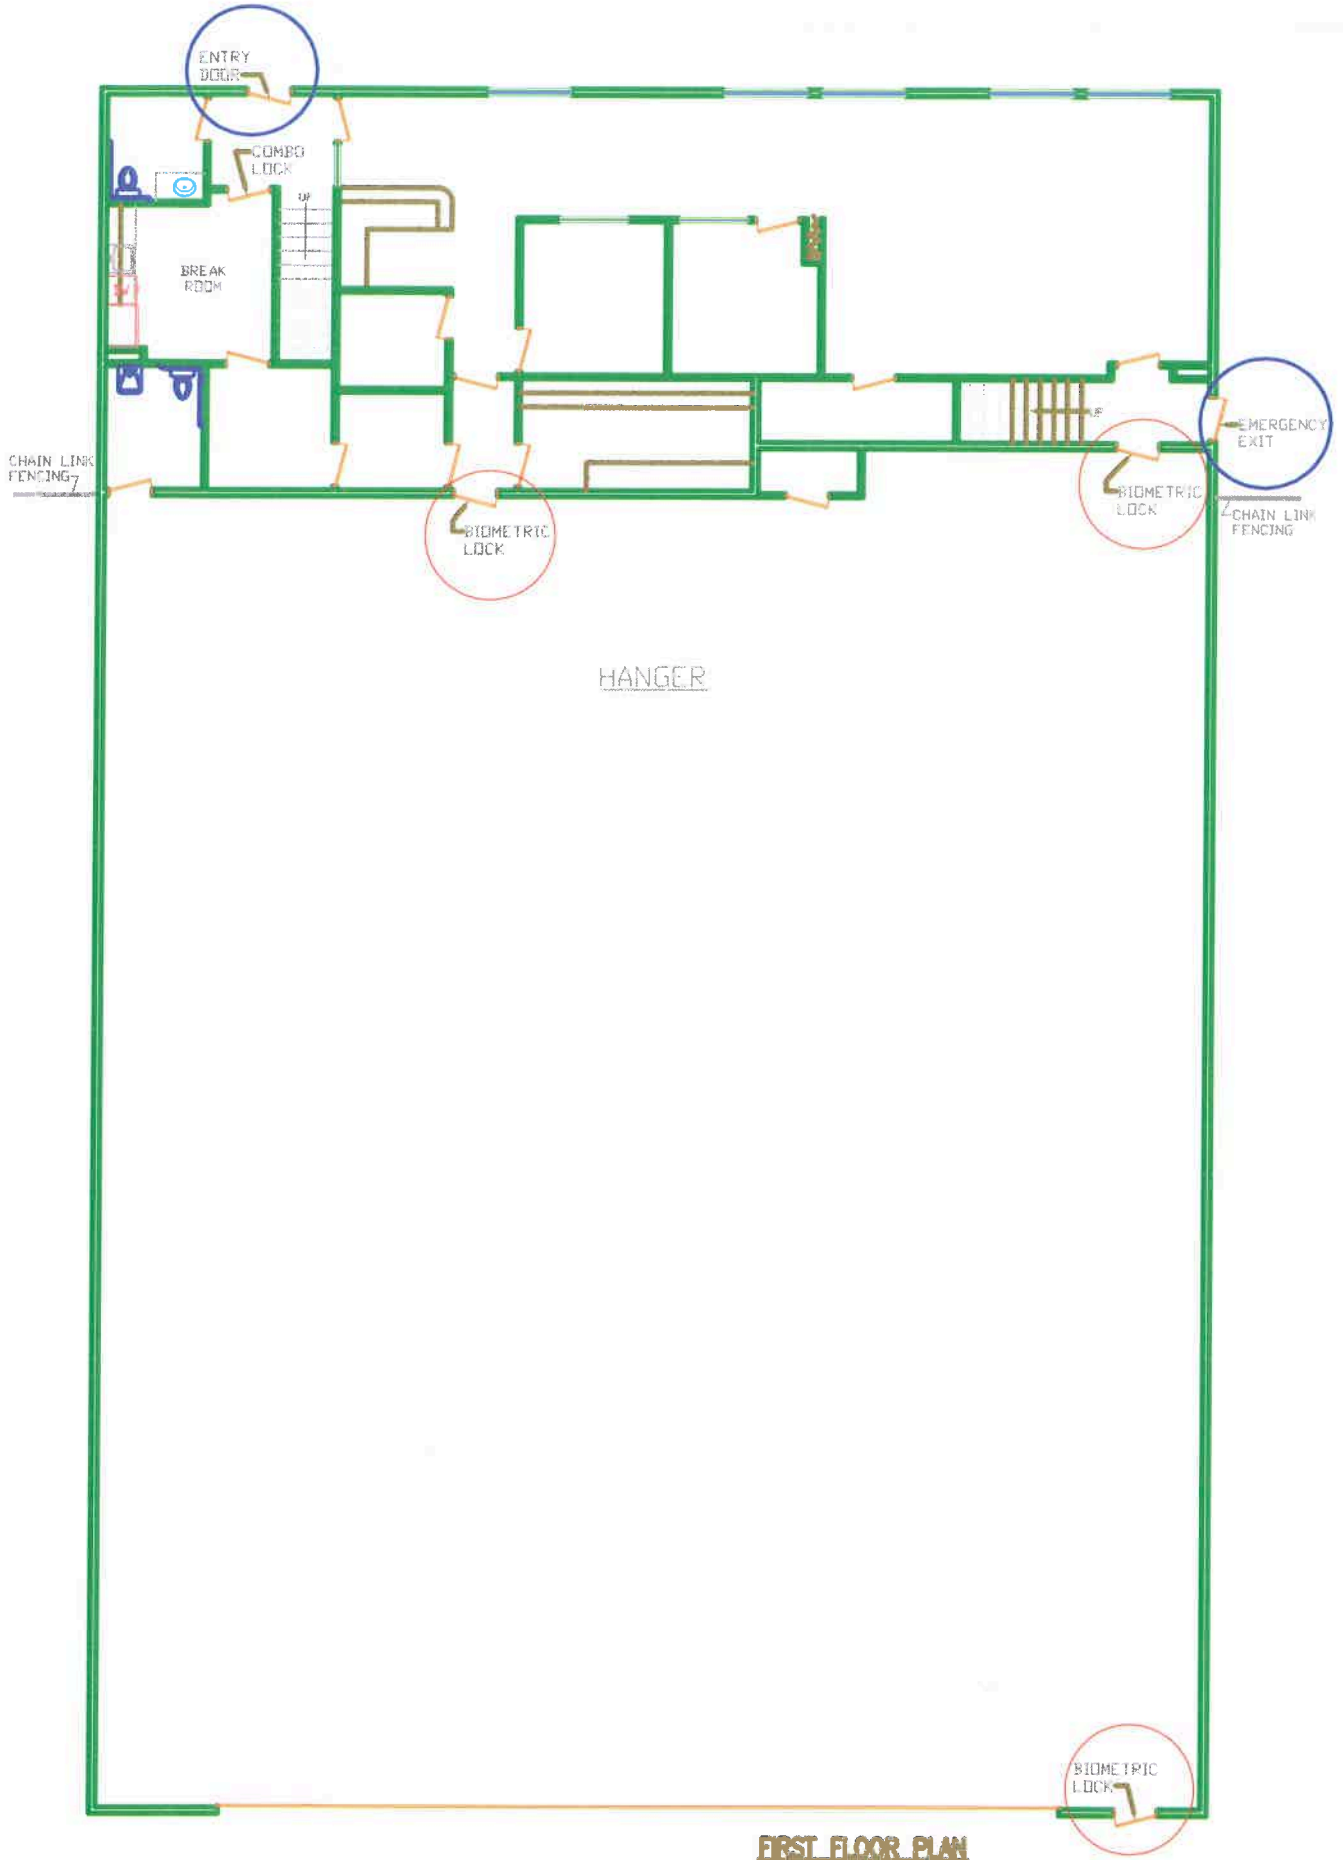 ENTRY
DOOR
COMBO
LOCK
UP
BREAK
ROOM
UP
EMERGENCY
EXIT
CHAIN LINK
FENCING
BIOMETRIC
LOCK
BIOMETRIC
LOCK
CHAIN LINK
FENCING
HANGER
BIOMETRIC
LOCK
FIRST FLOOR PLAN